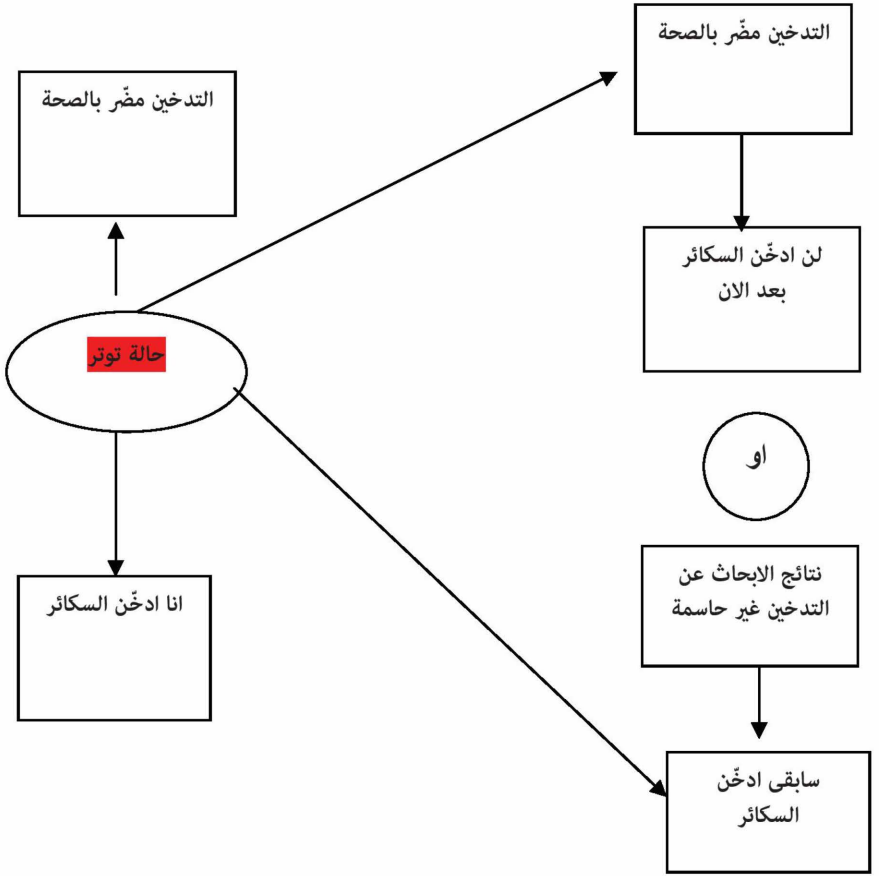 التدخين مضّر بالصحة
لن ادخّن السكائر
بعد الان
او
نتائج الابحاث عن
التدخين غير حاسمة
سابقى ادخّن
السكائر
التدخين مضّر بالصحة
حالة توتر
انا ادخّن السكائر